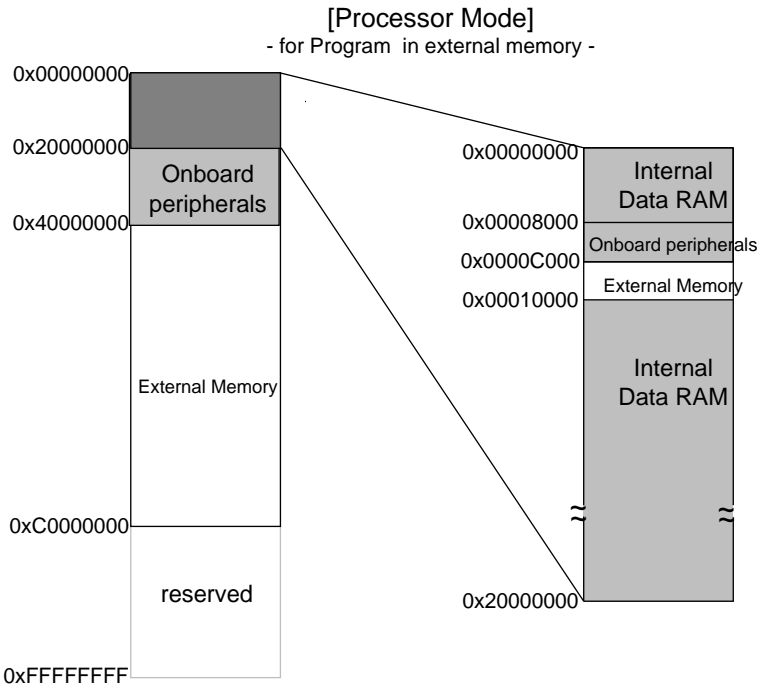 [Processor Mode]
- for Program in external memory -
0x00000000
0x20000000
Onboard
peripherals
0x40000000
External Memory
0xC0000000
reserved
0xFFFFFFFF
0x00000000
Internal
Data RAM
0x00008000
Onboard peripherals
0x0000C000
External Memory
0x00010000
Internal
Data RAM
0x20000000